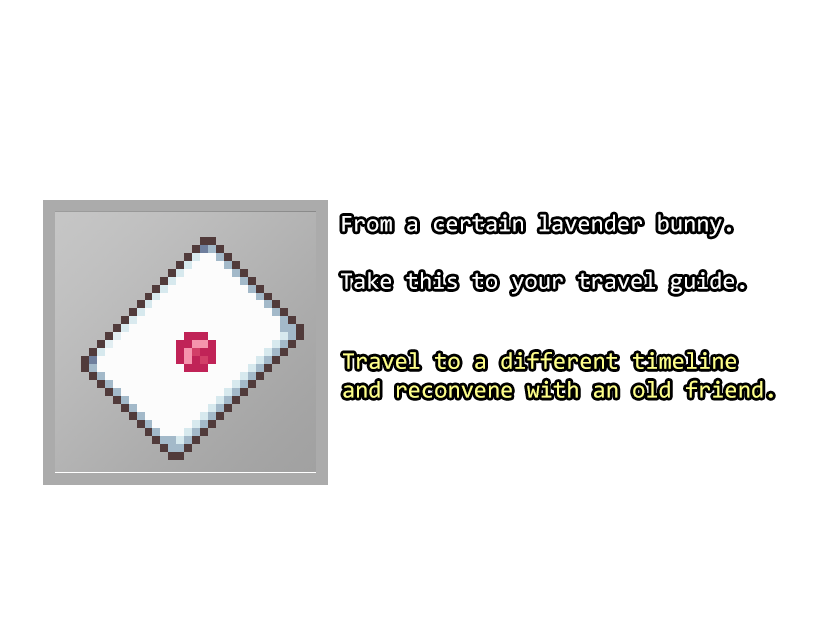 From a certain lavender bunny.
Take this to your travel guide.
Travel to a different timeline
and reconvene with an old friend.